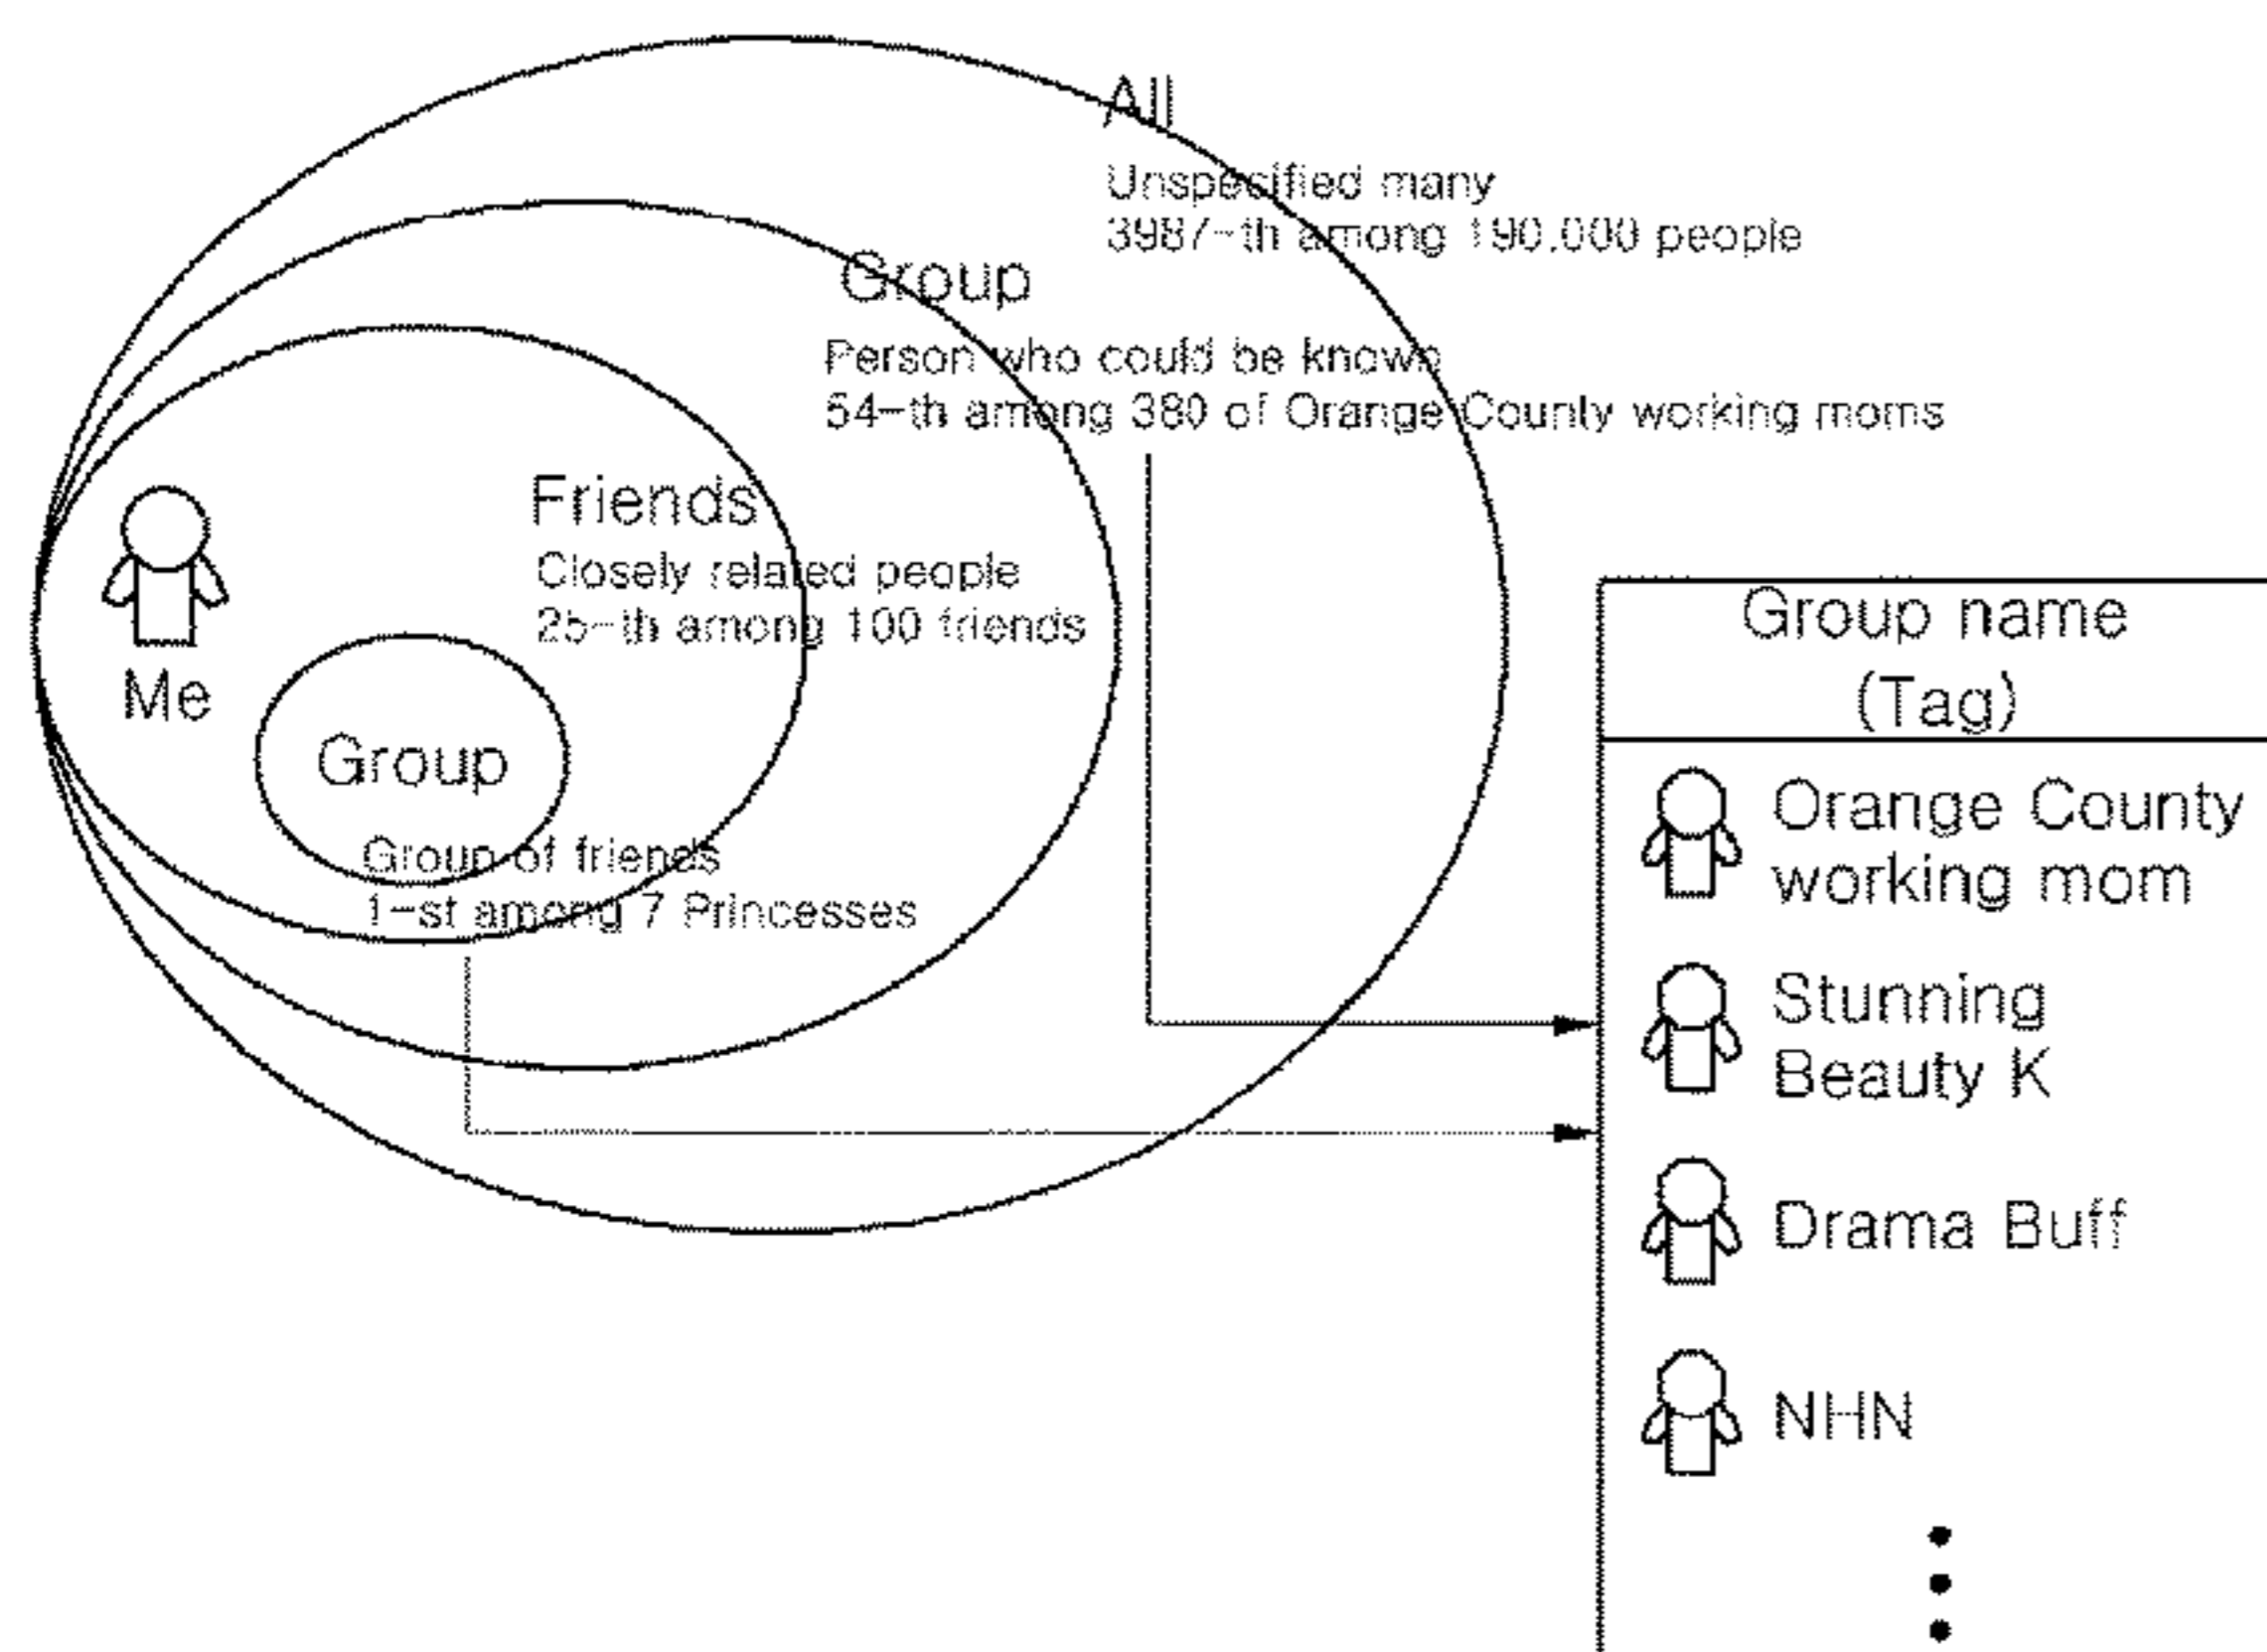 All
Unspecified many
3987-th among 190,000 people
Group
Person who could be known
54-th among 380 of Orange County working moms
Friends
Closely related people
25-th among 100 friends
Me
Group
Group of friends
1-st among 7 Princesses
Group name
(Tag)
Orange County
working mom
Stunning
Beauty K
Drama Buff
NHN